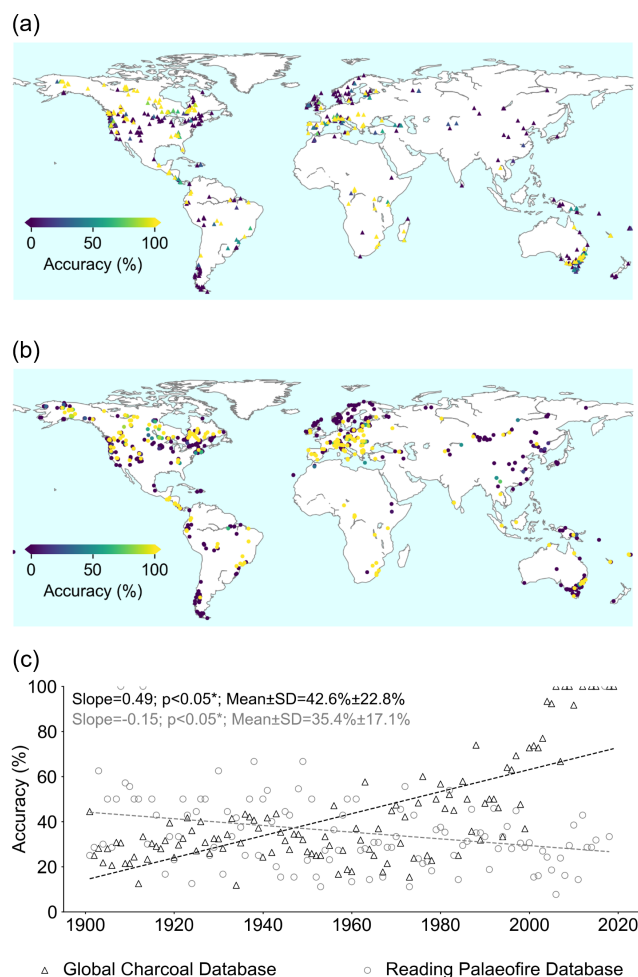 (a)
0 50 100
Accuracy (%)
(b)
0 50 100
Accuracy (%)
(c)
Slope=0.49; p<0.05*; Mean±SD=42.6%±22.8%
Slope=-0.15; p<0.05*; Mean±SD=35.4%±17.1%
Accuracy (%)
100
80
60
40
20
0
1900 1920 1940 1960 1980 2000 2020
Global Charcoal Database Reading Palaeofire Database